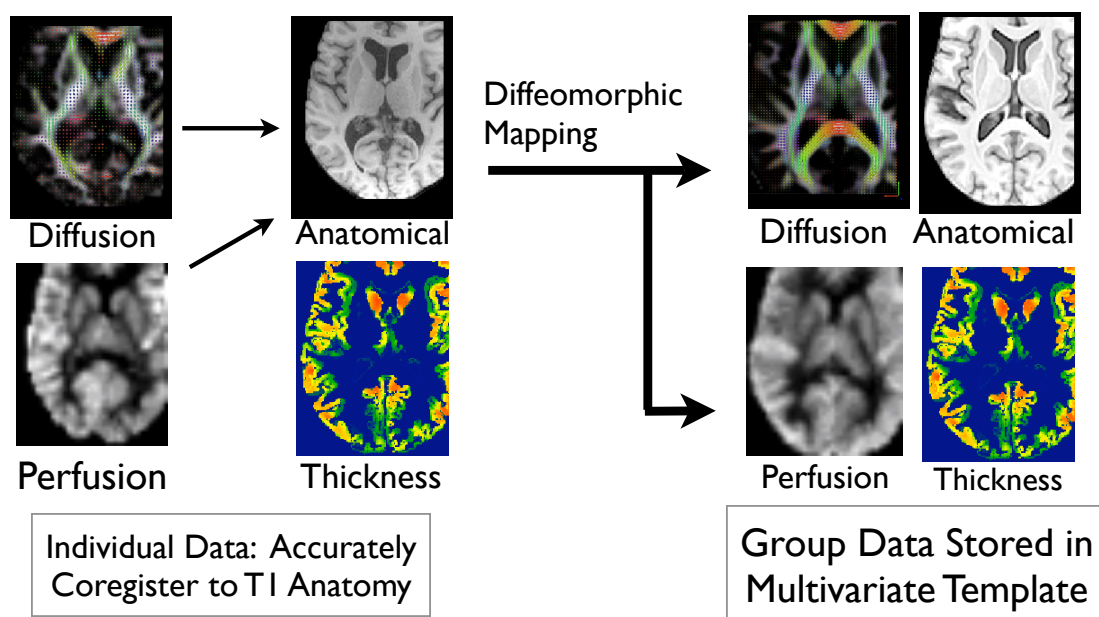 Diffusion
Anatomical
Perfusion
Thickness
Individual Data: Accurately
Coregister to T1 Anatomy
Diffeomorphic
Mapping
Diffusion
Anatomical
Perfusion
Thickness
Group Data Stored in
Multivariate Template